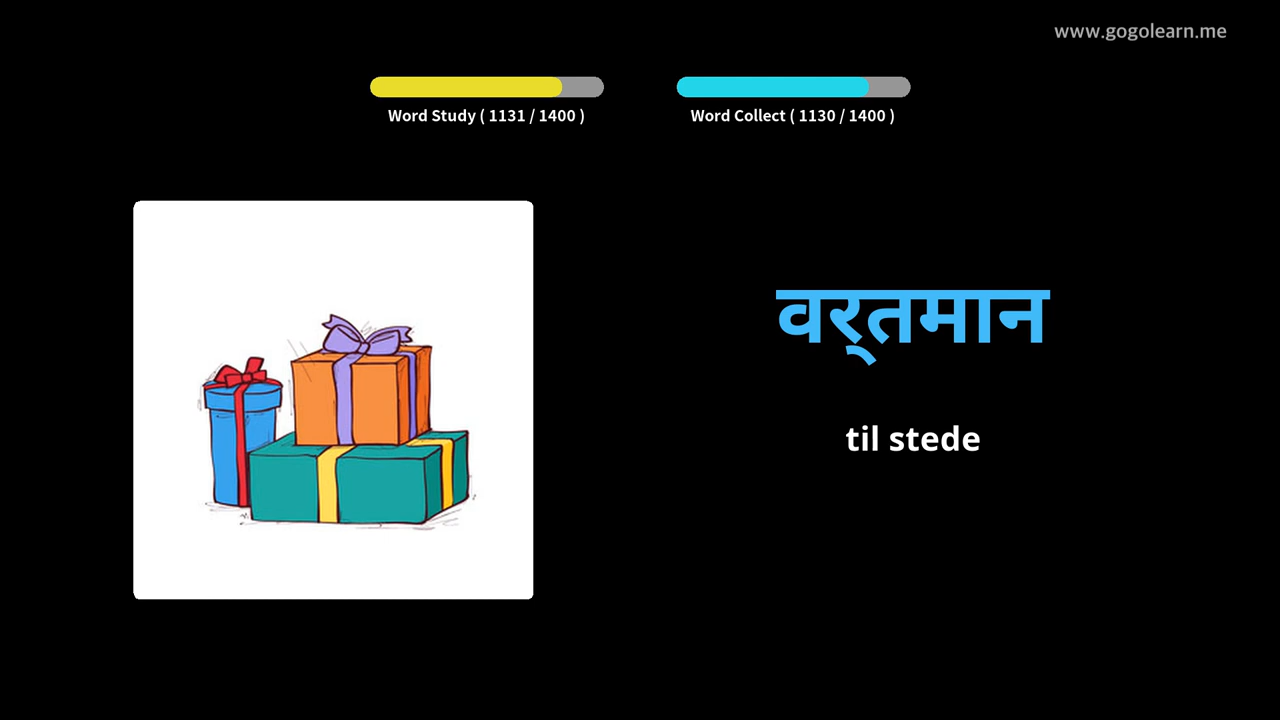 www.gogolearn.me
Word Study ( 1131 / 1400 )
Word Collect ( 1130 / 1400 )
वर्‍तमान
til stede